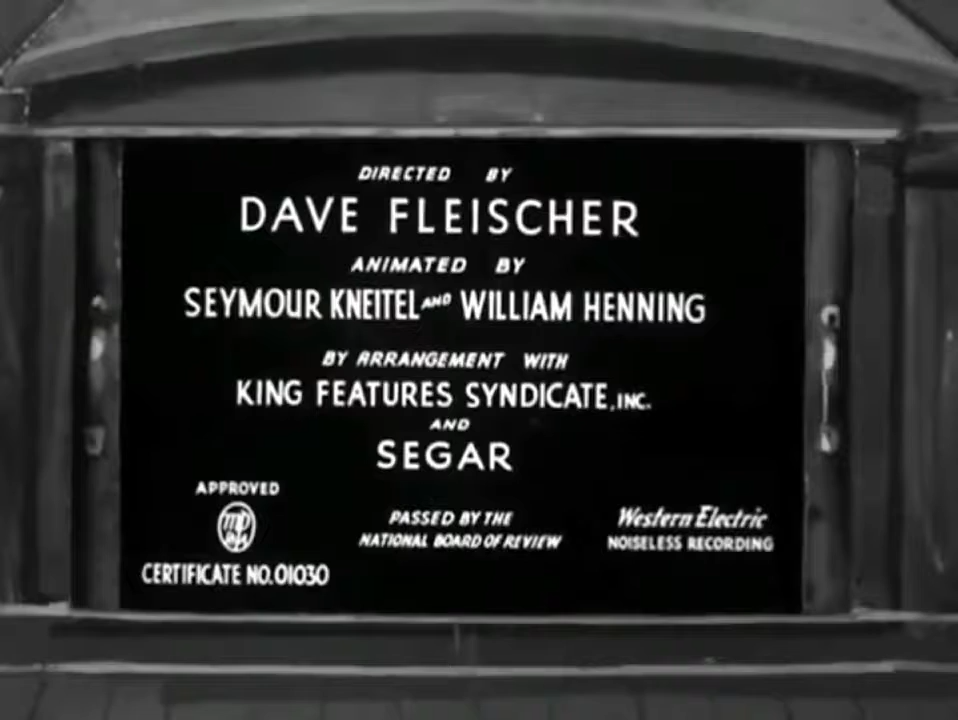 DIRECTED BY
DAVE FLEISCHER
ANIMATED BY
SEYMOUR KNEITEL AND WILLIAM HENNING
BY ARRANGEMENT WITH
KING FEATURES SYNDICATE, INC.
AND
SEGAR
APPROVED
PASSED BY THE
NATIONAL BOARD OF REVIEW
Western Electric
NOISELESS RECORDING
CERTIFICATE NO. 01030